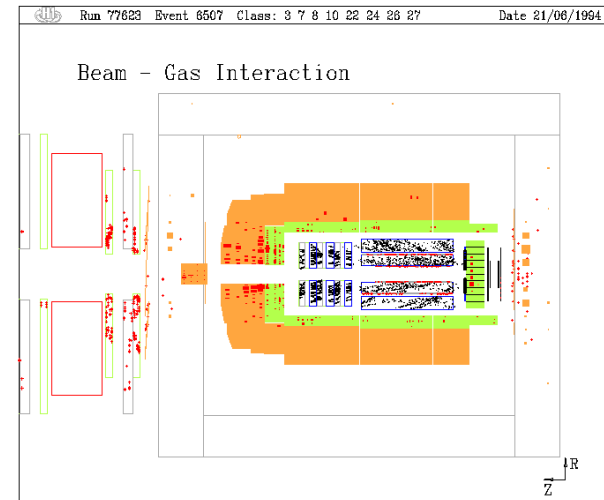 Run 77623 Event 6507 Class: 3 7 8 10 22 24 26 27 Date 21/06/1994
Beam - Gas Interaction
R
Z